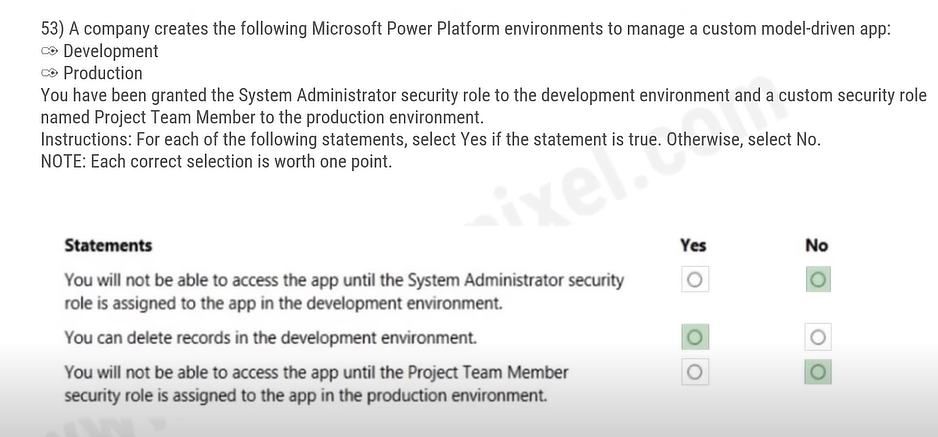 53) A company creates the following Microsoft Power Platform environments to manage a custom model-driven app:
Development
Production
You have been granted the System Administrator security role to the development environment and a custom security role
named Project Team Member to the production environment.
Instructions: For each of the following statements, select Yes if the statement is true. Otherwise, select No.
NOTE: Each correct selection is worth one point.
Statements Yes No
You will not be able to access the app until the System Administrator security
role is assigned to the app in the development environment.
You can delete records in the development environment.
You will not be able to access the app until the Project Team Member
security role is assigned to the app in the production environment.